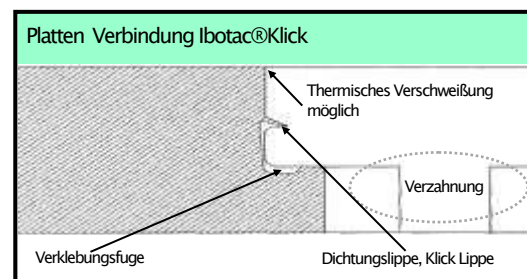 Platten Verbindung Ibotac®Klick
Thermisches Verschweißung
möglich
Verzahnung
Verklebungsfuge
Dichtungslippe, Klick Lippe